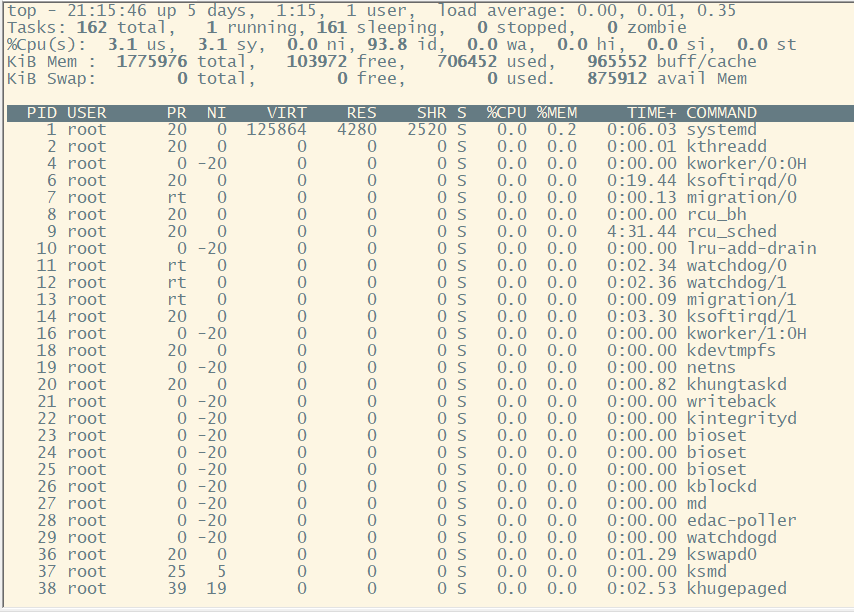 top - 21:15:46 up 5 days,  1:15,  1 user,  load average: 0.00, 0.01, 0.35
Tasks: 162 total,   1 running, 161 sleeping,   0 stopped,   0 zombie
%Cpu(s):  3.1 us,  3.1 sy,  0.0 ni, 93.8 id,  0.0 wa,  0.0 hi,  0.0 si,  0.0 st
KiB Mem :  1775976 total,   103972 free,   706452 used,   965552 buff/cache
KiB Swap:        0 total,        0 free,        0 used.   875912 avail Mem
  PID USER      PR  NI    VIRT    RES    SHR S  %CPU %MEM     TIME+ COMMAND
    1 root      20   0  125864   4280   2520 S   0.0  0.2   0:06.03 systemd
    2 root      20   0       0      0      0 S   0.0  0.0   0:00.01 kthreadd
    4 root       0 -20       0      0      0 S   0.0  0.0   0:00.00 kworker/0:0H
    6 root      20   0       0      0      0 S   0.0  0.0   0:19.44 ksoftirqd/0
    7 root      rt   0       0      0      0 S   0.0  0.0   0:00.13 migration/0
    8 root      20   0       0      0      0 S   0.0  0.0   0:00.00 rcu_bh
    9 root      20   0       0      0      0 S   0.0  0.0   4:31.44 rcu_sched
   10 root       0 -20       0      0      0 S   0.0  0.0   0:00.00 lru-add-drain
   11 root      rt   0       0      0      0 S   0.0  0.0   0:02.34 watchdog/0
   12 root      rt   0       0      0      0 S   0.0  0.0   0:02.36 watchdog/1
   13 root      rt   0       0      0      0 S   0.0  0.0   0:00.09 migration/1
   14 root      20   0       0      0      0 S   0.0  0.0   0:03.30 ksoftirqd/1
   16 root       0 -20       0      0      0 S   0.0  0.0   0:00.00 kworker/1:0H
   18 root      20   0       0      0      0 S   0.0  0.0   0:00.00 kdevtmpfs
   19 root       0 -20       0      0      0 S   0.0  0.0   0:00.00 netns
   20 root      20   0       0      0      0 S   0.0  0.0   0:00.82 khungtaskd
   21 root       0 -20       0      0      0 S   0.0  0.0   0:00.00 writeback
   22 root       0 -20       0      0      0 S   0.0  0.0   0:00.00 kintegrityd
   23 root       0 -20       0      0      0 S   0.0  0.0   0:00.00 bioset
   24 root       0 -20       0      0      0 S   0.0  0.0   0:00.00 bioset
   25 root       0 -20       0      0      0 S   0.0  0.0   0:00.00 bioset
   26 root       0 -20       0      0      0 S   0.0  0.0   0:00.00 kblockd
   27 root       0 -20       0      0      0 S   0.0  0.0   0:00.00 md
   28 root       0 -20       0      0      0 S   0.0  0.0   0:00.00 edac-poller
   29 root       0 -20       0      0      0 S   0.0  0.0   0:00.00 watchdogd
   36 root      20   0       0      0      0 S   0.0  0.0   0:01.29 kswapd0
   37 root      25   5       0      0      0 S   0.0  0.0   0:00.00 ksmd
   38 root      39  19       0      0      0 S   0.0  0.0   0:02.53 khugepaged